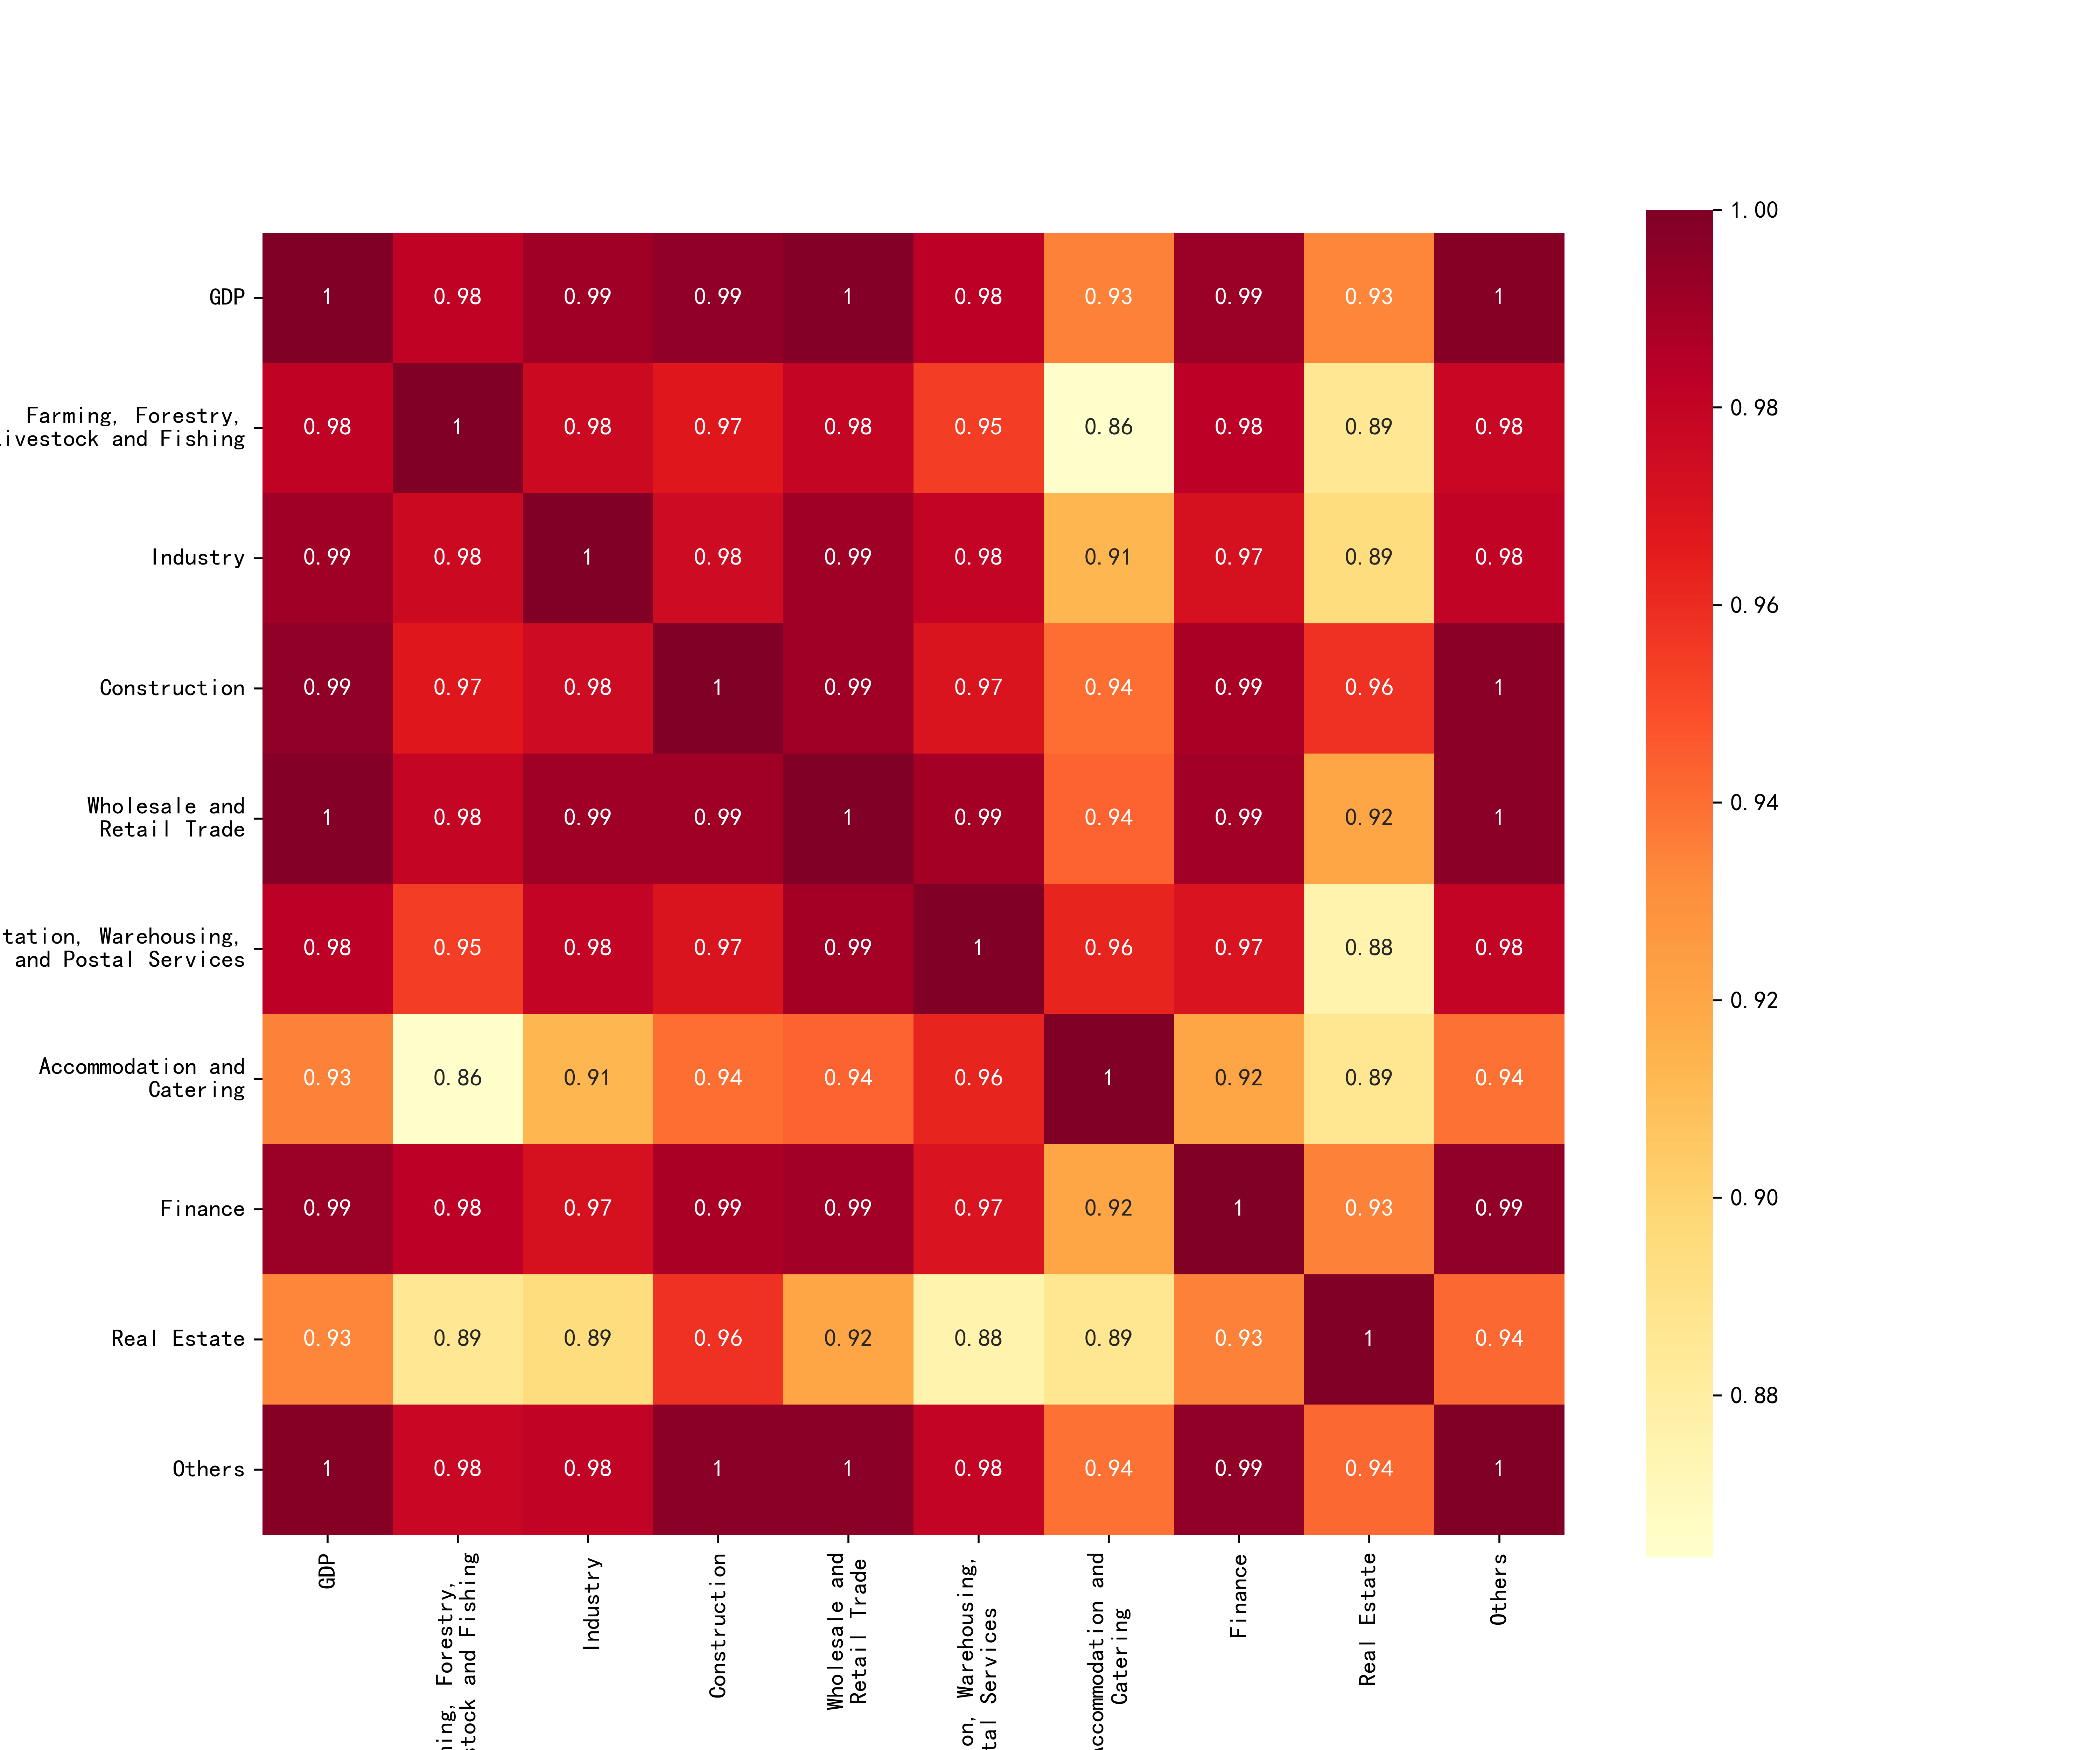 1.00
GDP 1 0.98 0.99 0.99 1 0.98 0.93 0.99 0.93 1
0.98
Farming, Forestry,
and Fishing 0.98 1 0.98 0.97 0.98 0.95 0.86 0.98 0.89 0.98
Industry 0.99 0.98 1 0.98 0.99 0.98 0.91 0.97 0.89 0.98
0.96
Construction 0.99 0.97 0.98 1 0.99 0.97 0.94 0.99 0.96 1
0.94
Wholesale and
Retail Trade 1 0.98 0.99 0.99 1 0.99 0.94 0.99 0.92 1
Warehousing,
and Postal Services 0.98 0.95 0.98 0.97 0.99 1 0.96 0.97 0.88 0.98
0.92
Accommodation and
Catering 0.93 0.86 0.91 0.94 0.94 0.96 1 0.92 0.89 0.94
0.90
Finance 0.99 0.98 0.97 0.99 0.99 0.97 0.92 1 0.93 0.99
Real Estate 0.93 0.89 0.89 0.96 0.92 0.88 0.89 0.93 1 0.94
0.88
Others 1 0.98 0.98 1 1 0.98 0.94 0.99 0.94 1
GDP
Forestry,
and Fishing
Industry
Construction
Wholesale and
Retail Trade
Warehousing,
Services
Accommodation and
Catering
Finance
Real Estate
Others